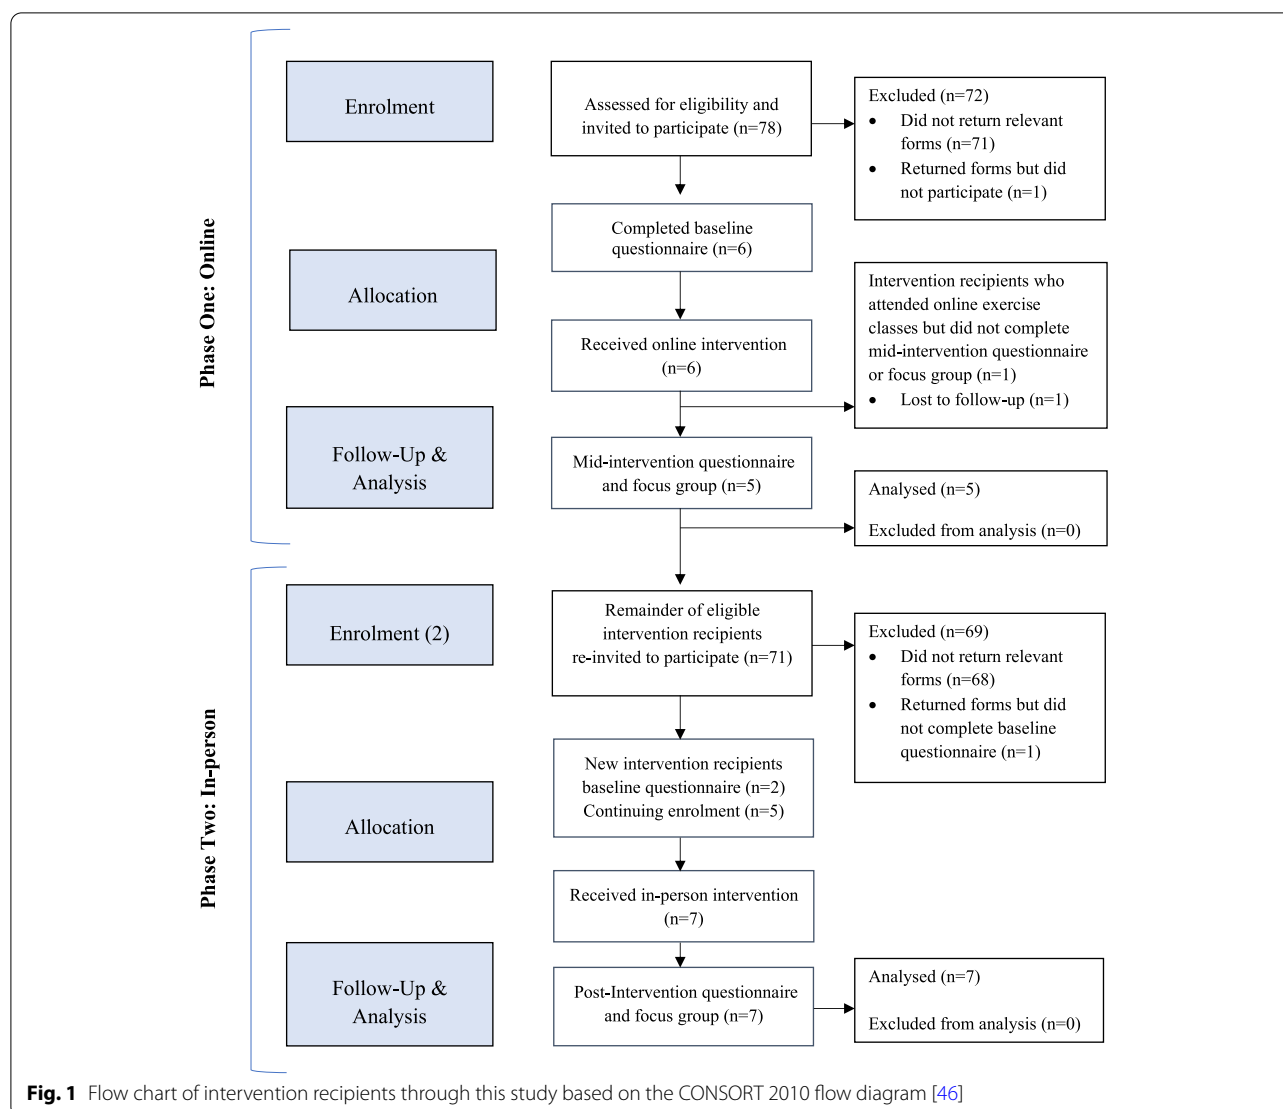 Phase One: Online
Enrolment
Assessed for eligibility and
invited to participate (n=78)
Excluded (n=72)
• Did not return relevant
forms (n=71)
• Returned forms but did
not participate (n=1)
Completed baseline
questionnaire (n=6)
Allocation
Received online intervention
(n=6)
Intervention recipients who
attended online exercise
classes but did not complete
mid-intervention questionnaire
or focus group (n=1)
• Lost to follow-up (n=1)
Follow-Up &
Analysis
Mid-intervention questionnaire
and focus group (n=5)
Analysed (n=5)
Excluded from analysis (n=0)
Phase Two: In-person
Enrolment (2)
Remainder of eligible
intervention recipients
re-invited to participate (n=71)
Excluded (n=69)
• Did not return relevant
forms (n=68)
• Returned forms but did
not complete baseline
questionnaire (n=1)
Allocation
New intervention recipients
baseline questionnaire (n=2)
Continuing enrolment (n=5)
Received in-person intervention
(n=7)
Follow-Up &
Analysis
Post-Intervention questionnaire
and focus group (n=7)
Analysed (n=7)
Excluded from analysis (n=0)
Fig. 1 Flow chart of intervention recipients through this study based on the CONSORT 2010 flow diagram [46]